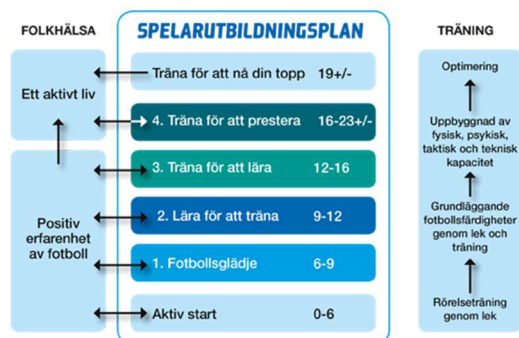 FOLKHÄLSA
SPELARUTBILDNINGSPLAN
TRÄNING
Ett aktivt liv
Positiv
erfarenhet
av fotboll
Träna för att nå din topp 19+/-
4. Träna för att prestera 16-23+/-
3. Träna för att lära 12-16
2. Lära för att träna 9-12
1. Fotbollsglädje 6-9
Aktiv start 0-6
Optimering
Uppbyggnad av
fysisk, psykisk,
taktisk och teknisk
kapacitet
Grundläggande
fotbollsfärdigheter
genom lek och
träning
Rörelseträning
genom lek